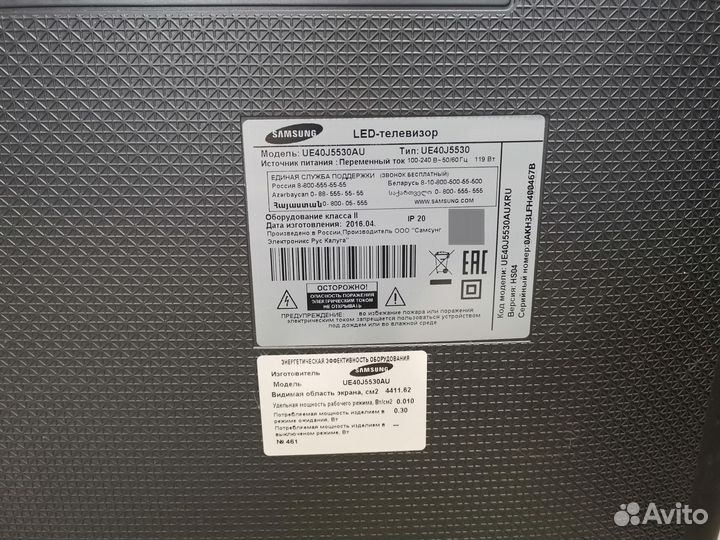 SAMSUNG
LED-телевизор
Модель: UE40J5530AU Тип: UE40J5530
Источник питания : Переменный ток 100-240 В~ 50/60 Гц 119 Вт
ЕДИНАЯ СЛУЖБА ПОДДЕРЖКИ (ЗВОНОК БЕСПЛАТНЫЙ)
Россия 8-800-555-55-55 Беларусь 8-10-800-500-55-500
Azərbaycan 0- 88- 555- 55- 55 საქართველო 0- 800- 555- 555
Հայաստան 0- 800- 05- 555 WWW.SAMSUNG.COM
Оборудование класса II IP 20
Дата изготовления: 2016.04.
Произведено в России,Производитель ООО "Самсунг
Электроникс Рус Калуга"
EAC
ОСТОРОЖНО!
ОПАСНОСТЬ ПОРАЖЕНИЯ
ЭЛЕКТРИЧЕСКИМ ТОКОМ
НЕ ОТКРЫВАТЬ
ПРЕДУПРЕЖДЕНИЕ: во избежание поражения
электрическим током запрещается пользоваться устройством
под дождем или во влажной среде
Код модели: UE40J5530AUXRU
Версия: HS04
Серийный номер: 0AKH3LFH400467B
ЭНЕРГЕТИЧЕСКАЯ ЭФФЕКТИВНОСТЬ ОБОРУДОВАНИЯ
Изготовитель SAMSUNG
Модель UE40J5530AU
Видимая область экрана, см2 4411.62
Удельная мощность рабочего режима, Вт/см2 0.010
Потребляемая мощность изделием в 0.30
режиме ожидания, Вт
Потребляемая мощность изделием в —
выключеном режиме, Вт
№ 461
Avito